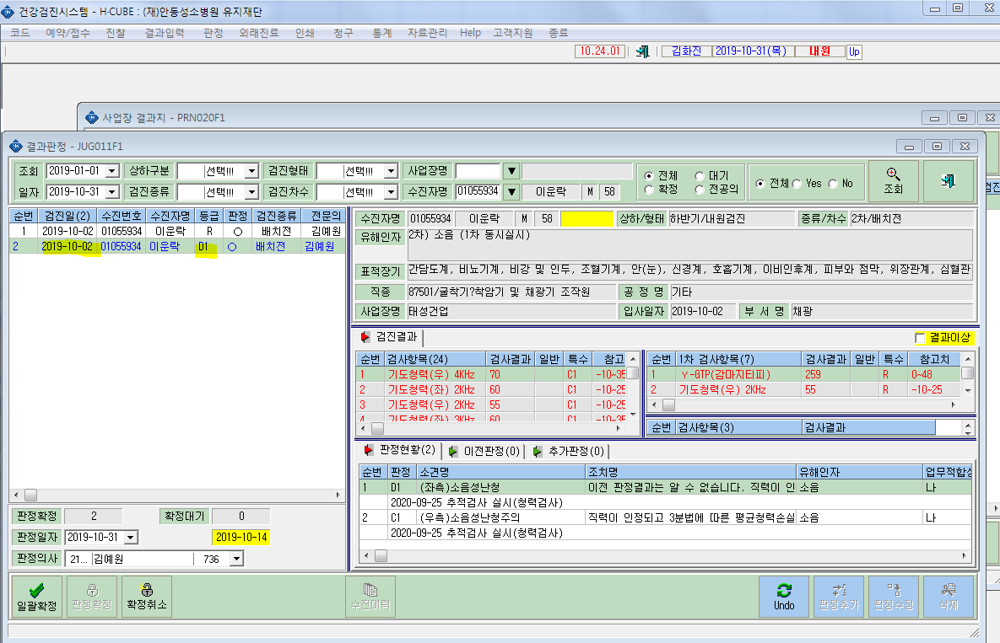 건강검진시스템 - H-CUBE : (재)안동성소병원 유지재단
코드 예약/접수 진찰 결과입력 판정 외래진료 인쇄 청구 통계 자료관리 Help 고객지원 종료
10.24.01 김화진 2019-10-31(목) 내원 Up
사업장 결과지 - PRN020F1
결과판정 - JUG011F1
조회 2019-01-01 상하구분 선택!!! 검진형태 선택!!! 사업장명 전체 대기 전체 Yes No 조회
일자 2019-10-31 검진종류 선택!!! 검진차수 선택!!! 수진자명 01055934 이운락 M 58 확정 전공의
순번 검진일(2) 수진번호 수진자명 등급 판정 검진종류 전문의
1 2019-10-02 01055934 이운락 R ○ 배치전 김예원
2 2019-10-02 01055934 이운락 D1 ○ 배치전 김예원
수진자명 01055934 이운락 M 58 상하/형태 하반기/내원검진 종류/차수 2차/배치전
유해인자 2차) 소음 (1차 동시실시)
표적장기 간담도계, 비뇨기계, 비강 및 인두, 조혈기계, 안(눈), 신경계, 호흡기계, 이비인후계, 피부와 점막, 위장관계, 심혈관
직종 87501/굴착기?착암기 및 채광기 조작원 공 정 명 기타
사업장명 태성건업 입사일자 2019-10-02 부 서 명 채광
검진결과 결과이상
순번 검사항목(24) 검사결과 일반 특수 참고
1 기도청력(우) 4KHz 70 C1 -10~35
2 기도청력(좌) 2KHz 60 C1 -10~25
3 기도청력(우) 2KHz 55 C1 -10~25
4 기도청력(좌) 3KHz 60 C1 -10~35
순번 1차 검사항목(7) 검사결과 일반 특수 참고치
1 Υ-GTP(감마지티피) 259 R 0~48
2 기도청력(우) 2KHz 55 R -10~25
순번 검사항목(3) 검사결과
판정현황(2) 이전판정(0) 추가판정(0)
순번 판정 소견명 조치명 유해인자 업무적합성
1 D1 (좌측)소음성난청 이전 판정결과는 알 수 없습니다. 직력이 인 소음 나
2020-09-25 추적검사 실시(청력검사)
2 C1 (우측)소음성난청주의 직력이 인정되고 3분법에 따른 평균청력손실 소음 나
2020-09-25 추적검사 실시(청력검사)
판정확정 2 확정대기 0
판정일자 2019-10-31 2019-10-14
판정의사 21... 김예원 736
일괄확정 판정확정 확정취소 수진이력 Undo 판정추가 판정수정 삭제